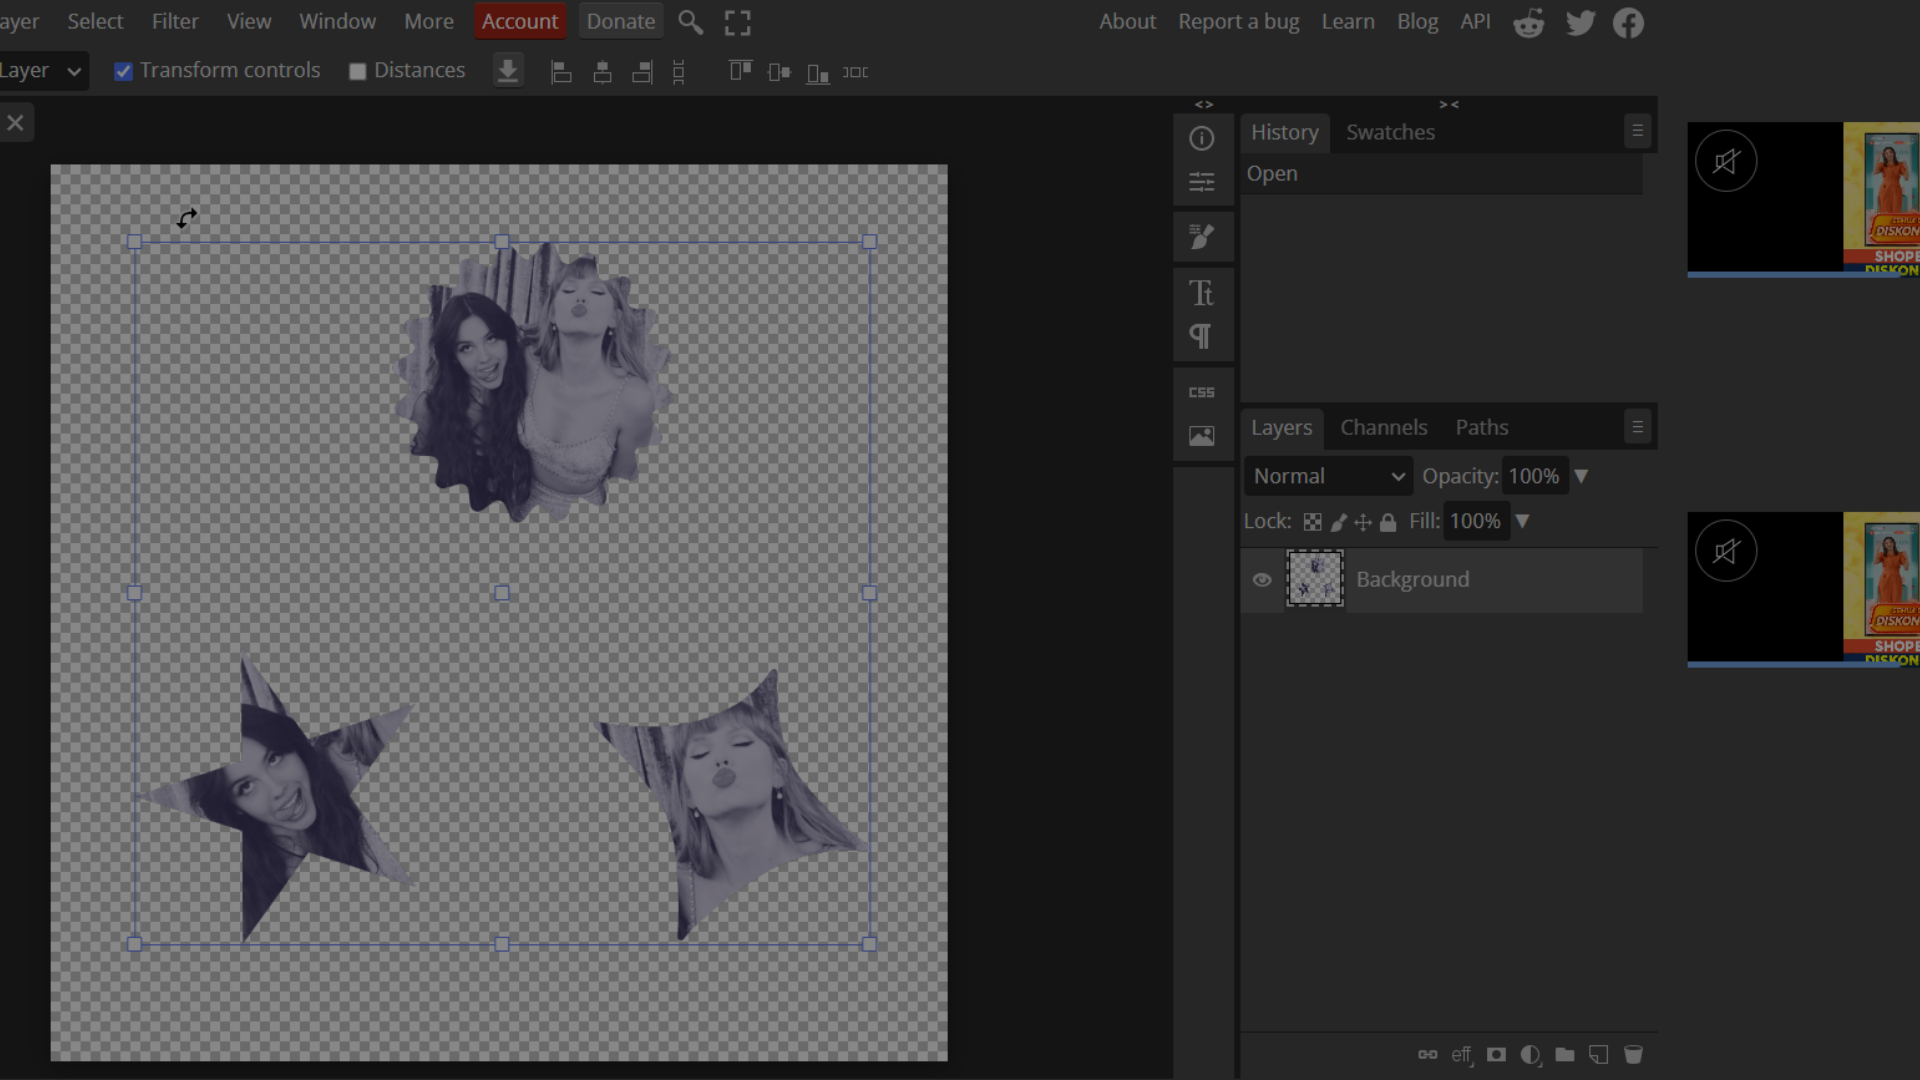 ayer Select Filter View Window More Account Donate About Report a bug Learn Blog API
Layer Transform controls Distances
History Swatches
Open
Tt
CSS
Layers Channels Paths
Normal Opacity: 100%
Lock: Fill: 100%
Background
eff
DISKON
SHOPE
DISKON
DISKON
SHOPE
DISKON